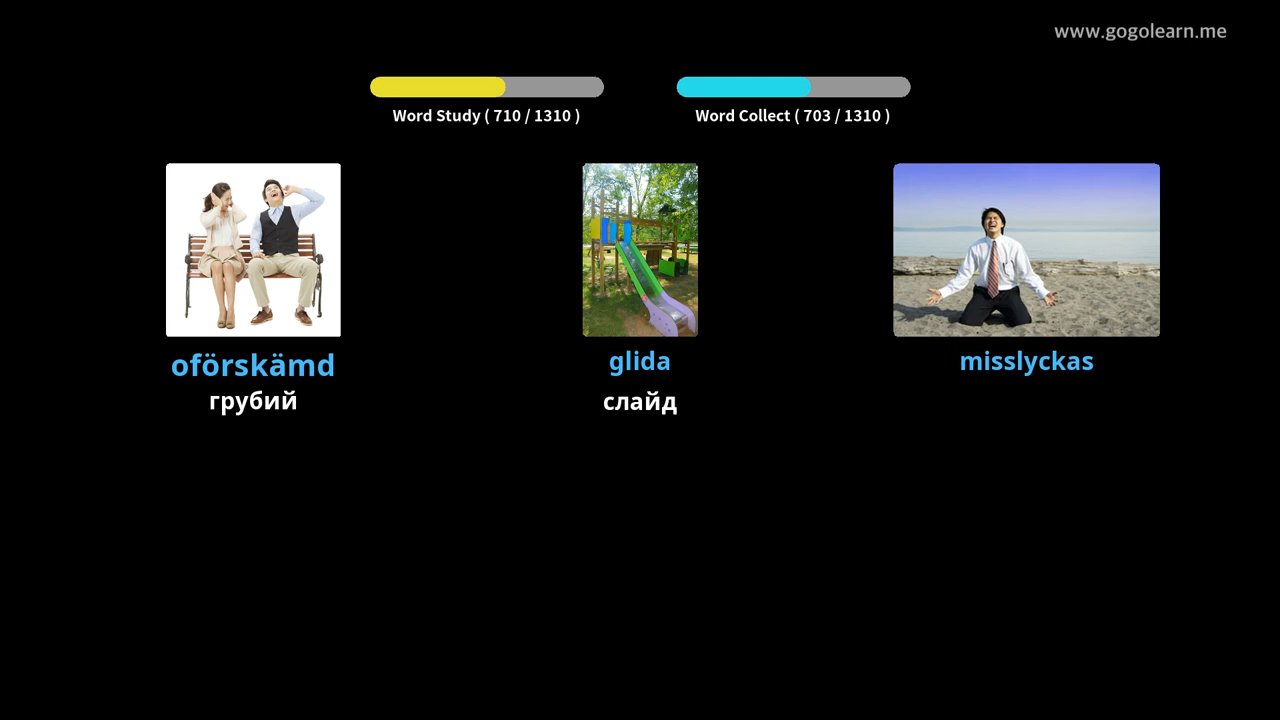 www.gogolearn.me
Word Study ( 710 / 1310 )
Word Collect ( 703 / 1310 )
oförskämd
грубий
glida
слайд
misslyckas